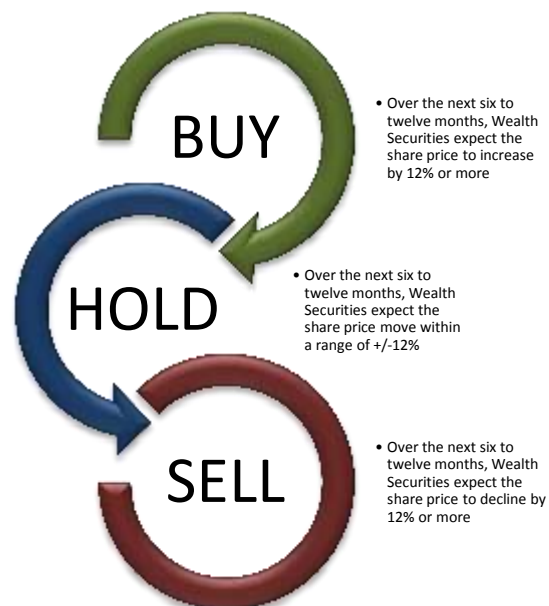 BUY
• Over the next six to
twelve months, Wealth
Securities expect the
share price to increase
by 12% or more
HOLD
• Over the next six to
twelve months, Wealth
Securities expect the
share price move within
a range of +/-12%
SELL
• Over the next six to
twelve months, Wealth
Securities expect the
share price to decline by
12% or more